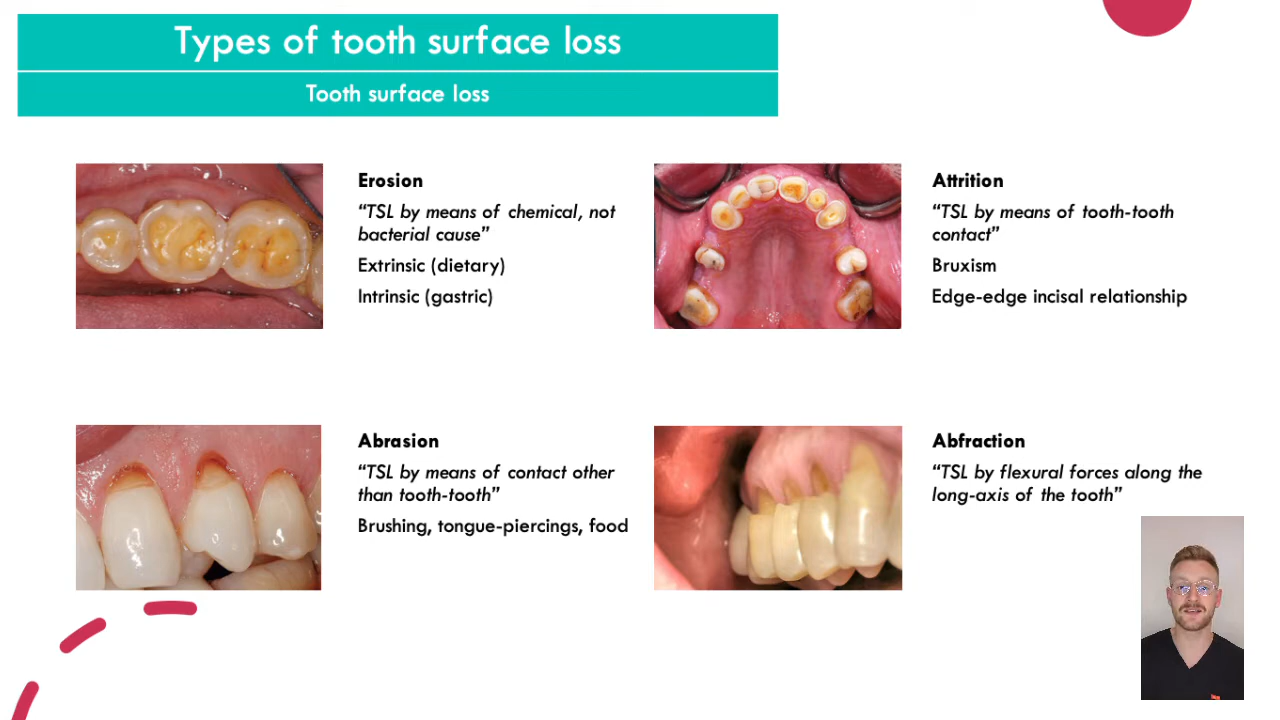 Types of tooth surface loss
Tooth surface loss
Erosion
“TSL by means of chemical, not
bacterial cause”
Extrinsic (dietary)
Intrinsic (gastric)
Attrition
“TSL by means of tooth-tooth
contact”
Bruxism
Edge-edge incisal relationship
Abrasion
“TSL by means of contact other
than tooth-tooth”
Brushing, tongue-piercings, food
Abfraction
“TSL by flexural forces along the
long-axis of the tooth”